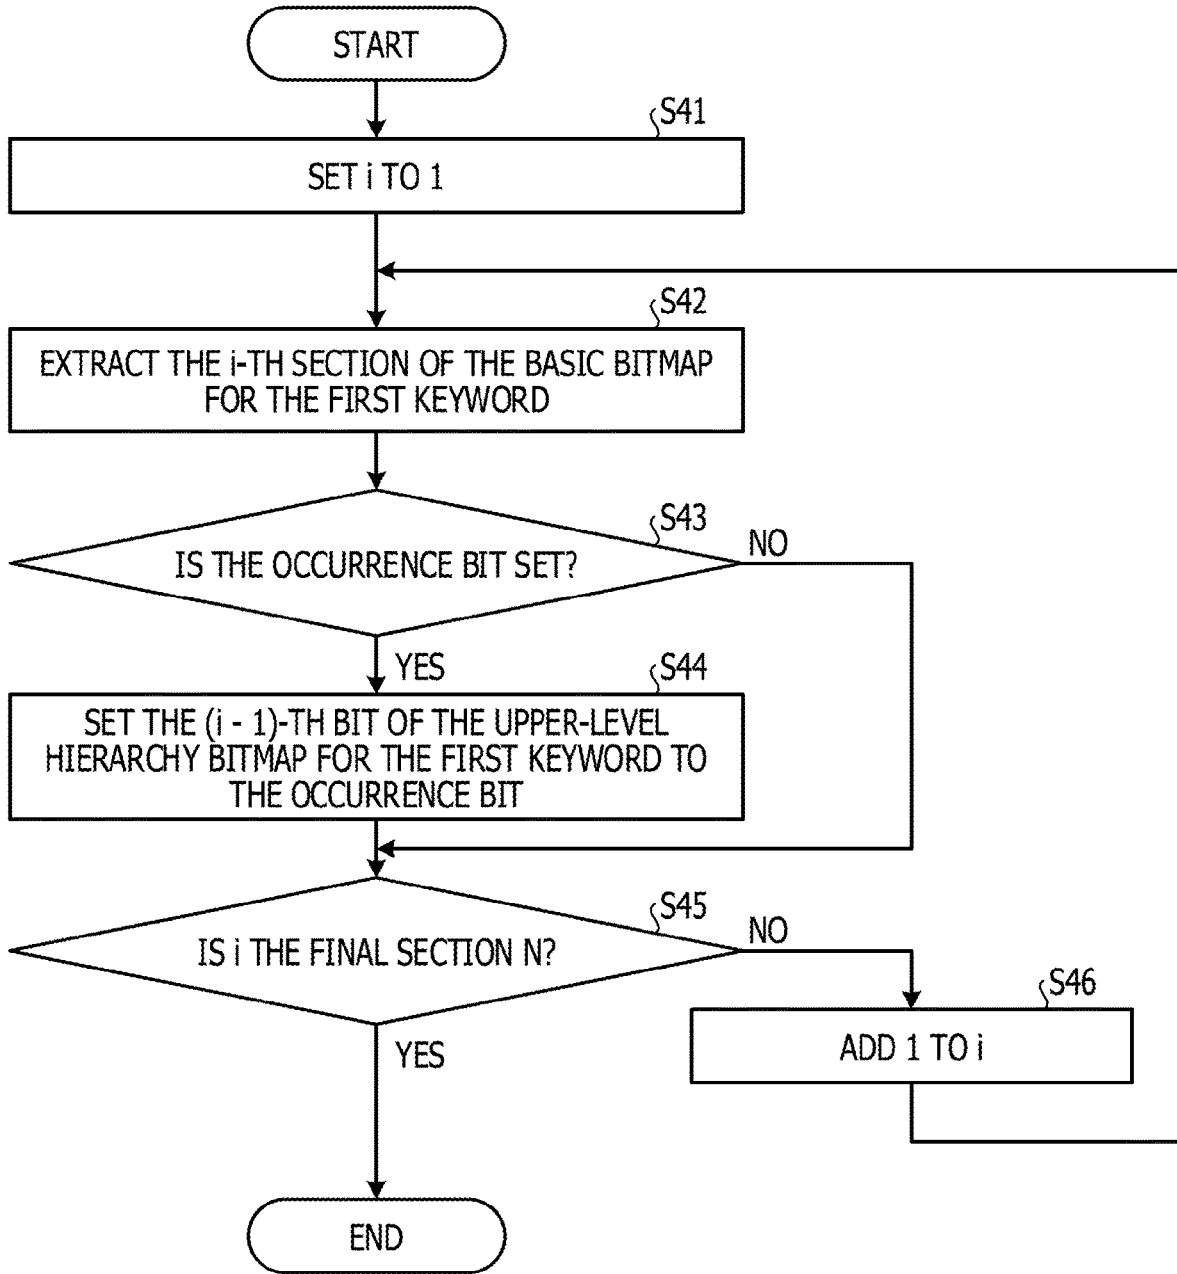 START
S41
SET i TO 1
S42
EXTRACT THE i-TH SECTION OF THE BASIC BITMAP
FOR THE FIRST KEYWORD
S43
IS THE OCCURRENCE BIT SET?
NO
YES
S44
SET THE (i - 1)-TH BIT OF THE UPPER-LEVEL
HIERARCHY BITMAP FOR THE FIRST KEYWORD TO
THE OCCURRENCE BIT
S45
IS i THE FINAL SECTION N?
NO
S46
ADD 1 TO i
YES
END